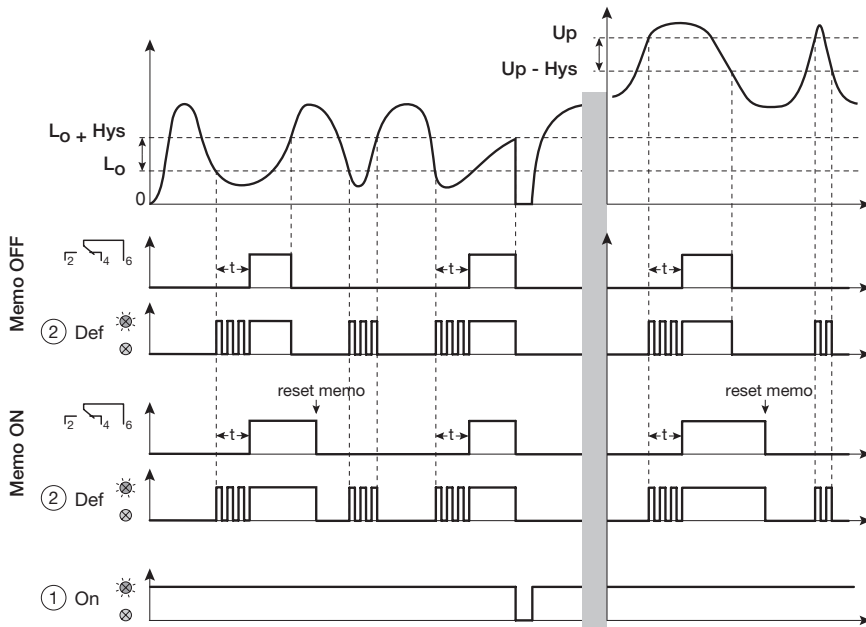 Up
Up - Hys
Lo + Hys
Lo
0
Memo OFF
2 4 6
t t t
2 Def
Memo ON
reset memo reset memo
2 4 6
t t t
2 Def
1 On